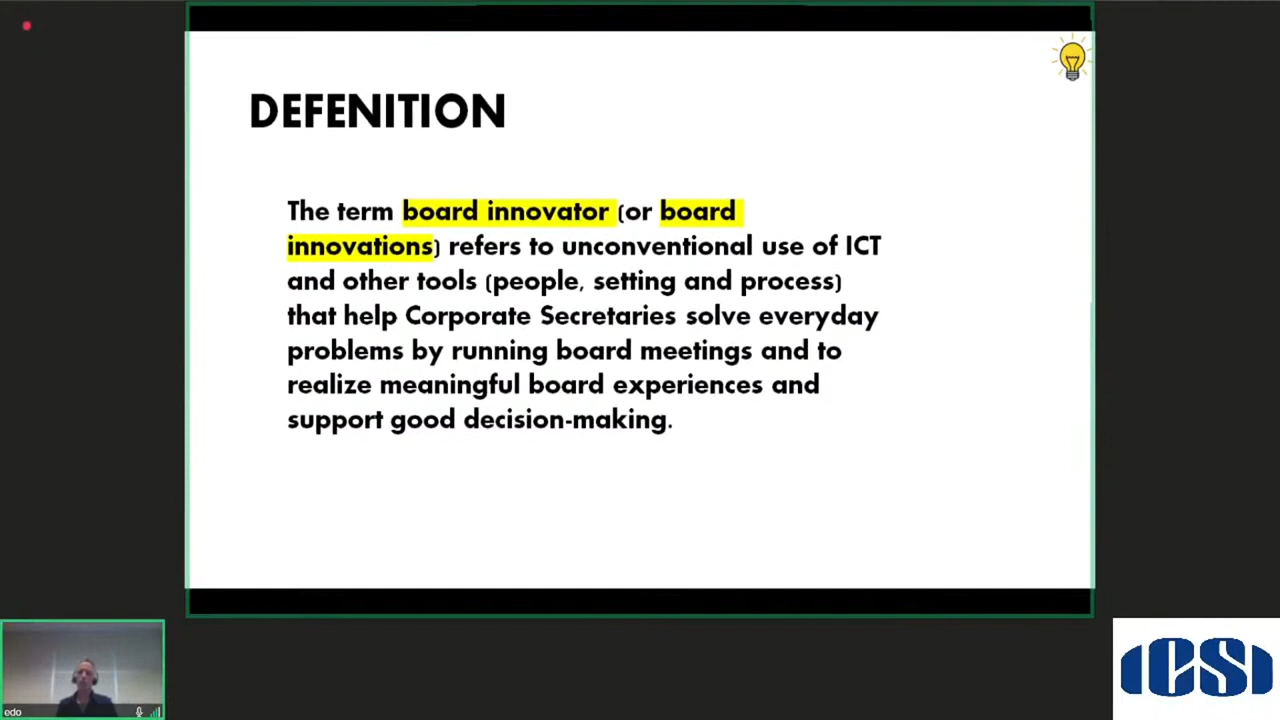 DEFENITION
The term board innovator (or board
innovations) refers to unconventional use of ICT
and other tools (people, setting and process)
that help Corporate Secretaries solve everyday
problems by running board meetings and to
realize meaningful board experiences and
support good decision-making.
edo
ICSI